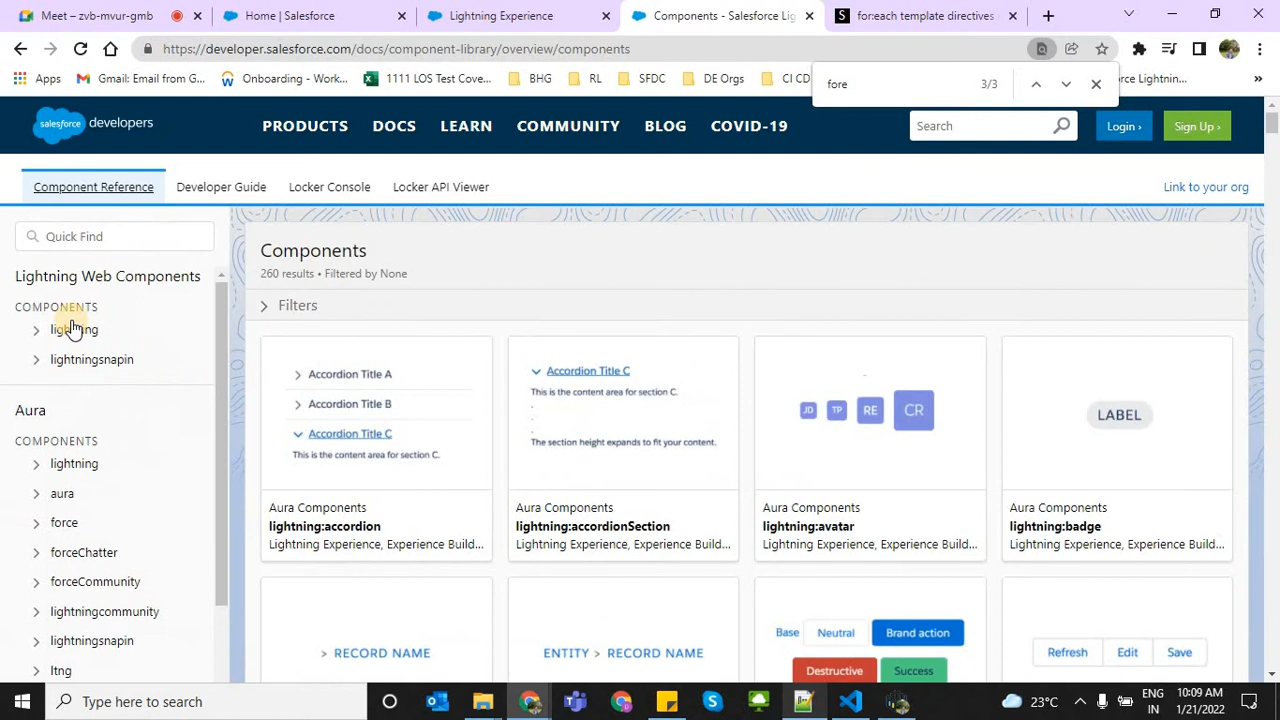 Meet – zvb-mvur-gmb
Home | Salesforce
Lightning Experience
Components - Salesforce Lig
for:each template directives
https://developer.salesforce.com/docs/component-library/overview/components
Apps
Gmail: Email from G...
Onboarding - Work...
1111 LOS Test Cove...
BHG
RL
SFDC
DE Orgs
CI CD
rce Lightnin...
fore
3/3
salesforce developers
PRODUCTS
DOCS
LEARN
COMMUNITY
BLOG
COVID-19
Search
Login ›
Sign Up ›
Component Reference
Developer Guide
Locker Console
Locker API Viewer
Link to your org
Quick Find
Lightning Web Components
COMPONENTS
lightning
lightningsnapin
Aura
COMPONENTS
lightning
aura
force
forceChatter
forceCommunity
lightningcommunity
lightningsnapin
ltng
Components
260 results • Filtered by None
Filters
Accordion Title A
Accordion Title B
Accordion Title C
This is the content area for section C.
Aura Components
lightning:accordion
Lightning Experience, Experience Build...
Accordion Title C
This is the content area for section C.
.
.
The section height expands to fit your content.
Aura Components
lightning:accordionSection
Lightning Experience, Experience Build...
JD
TP
RE
CR
Aura Components
lightning:avatar
Lightning Experience, Experience Build...
LABEL
Aura Components
lightning:badge
Lightning Experience, Experience Build...
> RECORD NAME
ENTITY > RECORD NAME
Base
Neutral
Brand action
Destructive
Success
Refresh
Edit
Save
Type here to search
23°C
ENG
IN
10:09 AM
1/21/2022